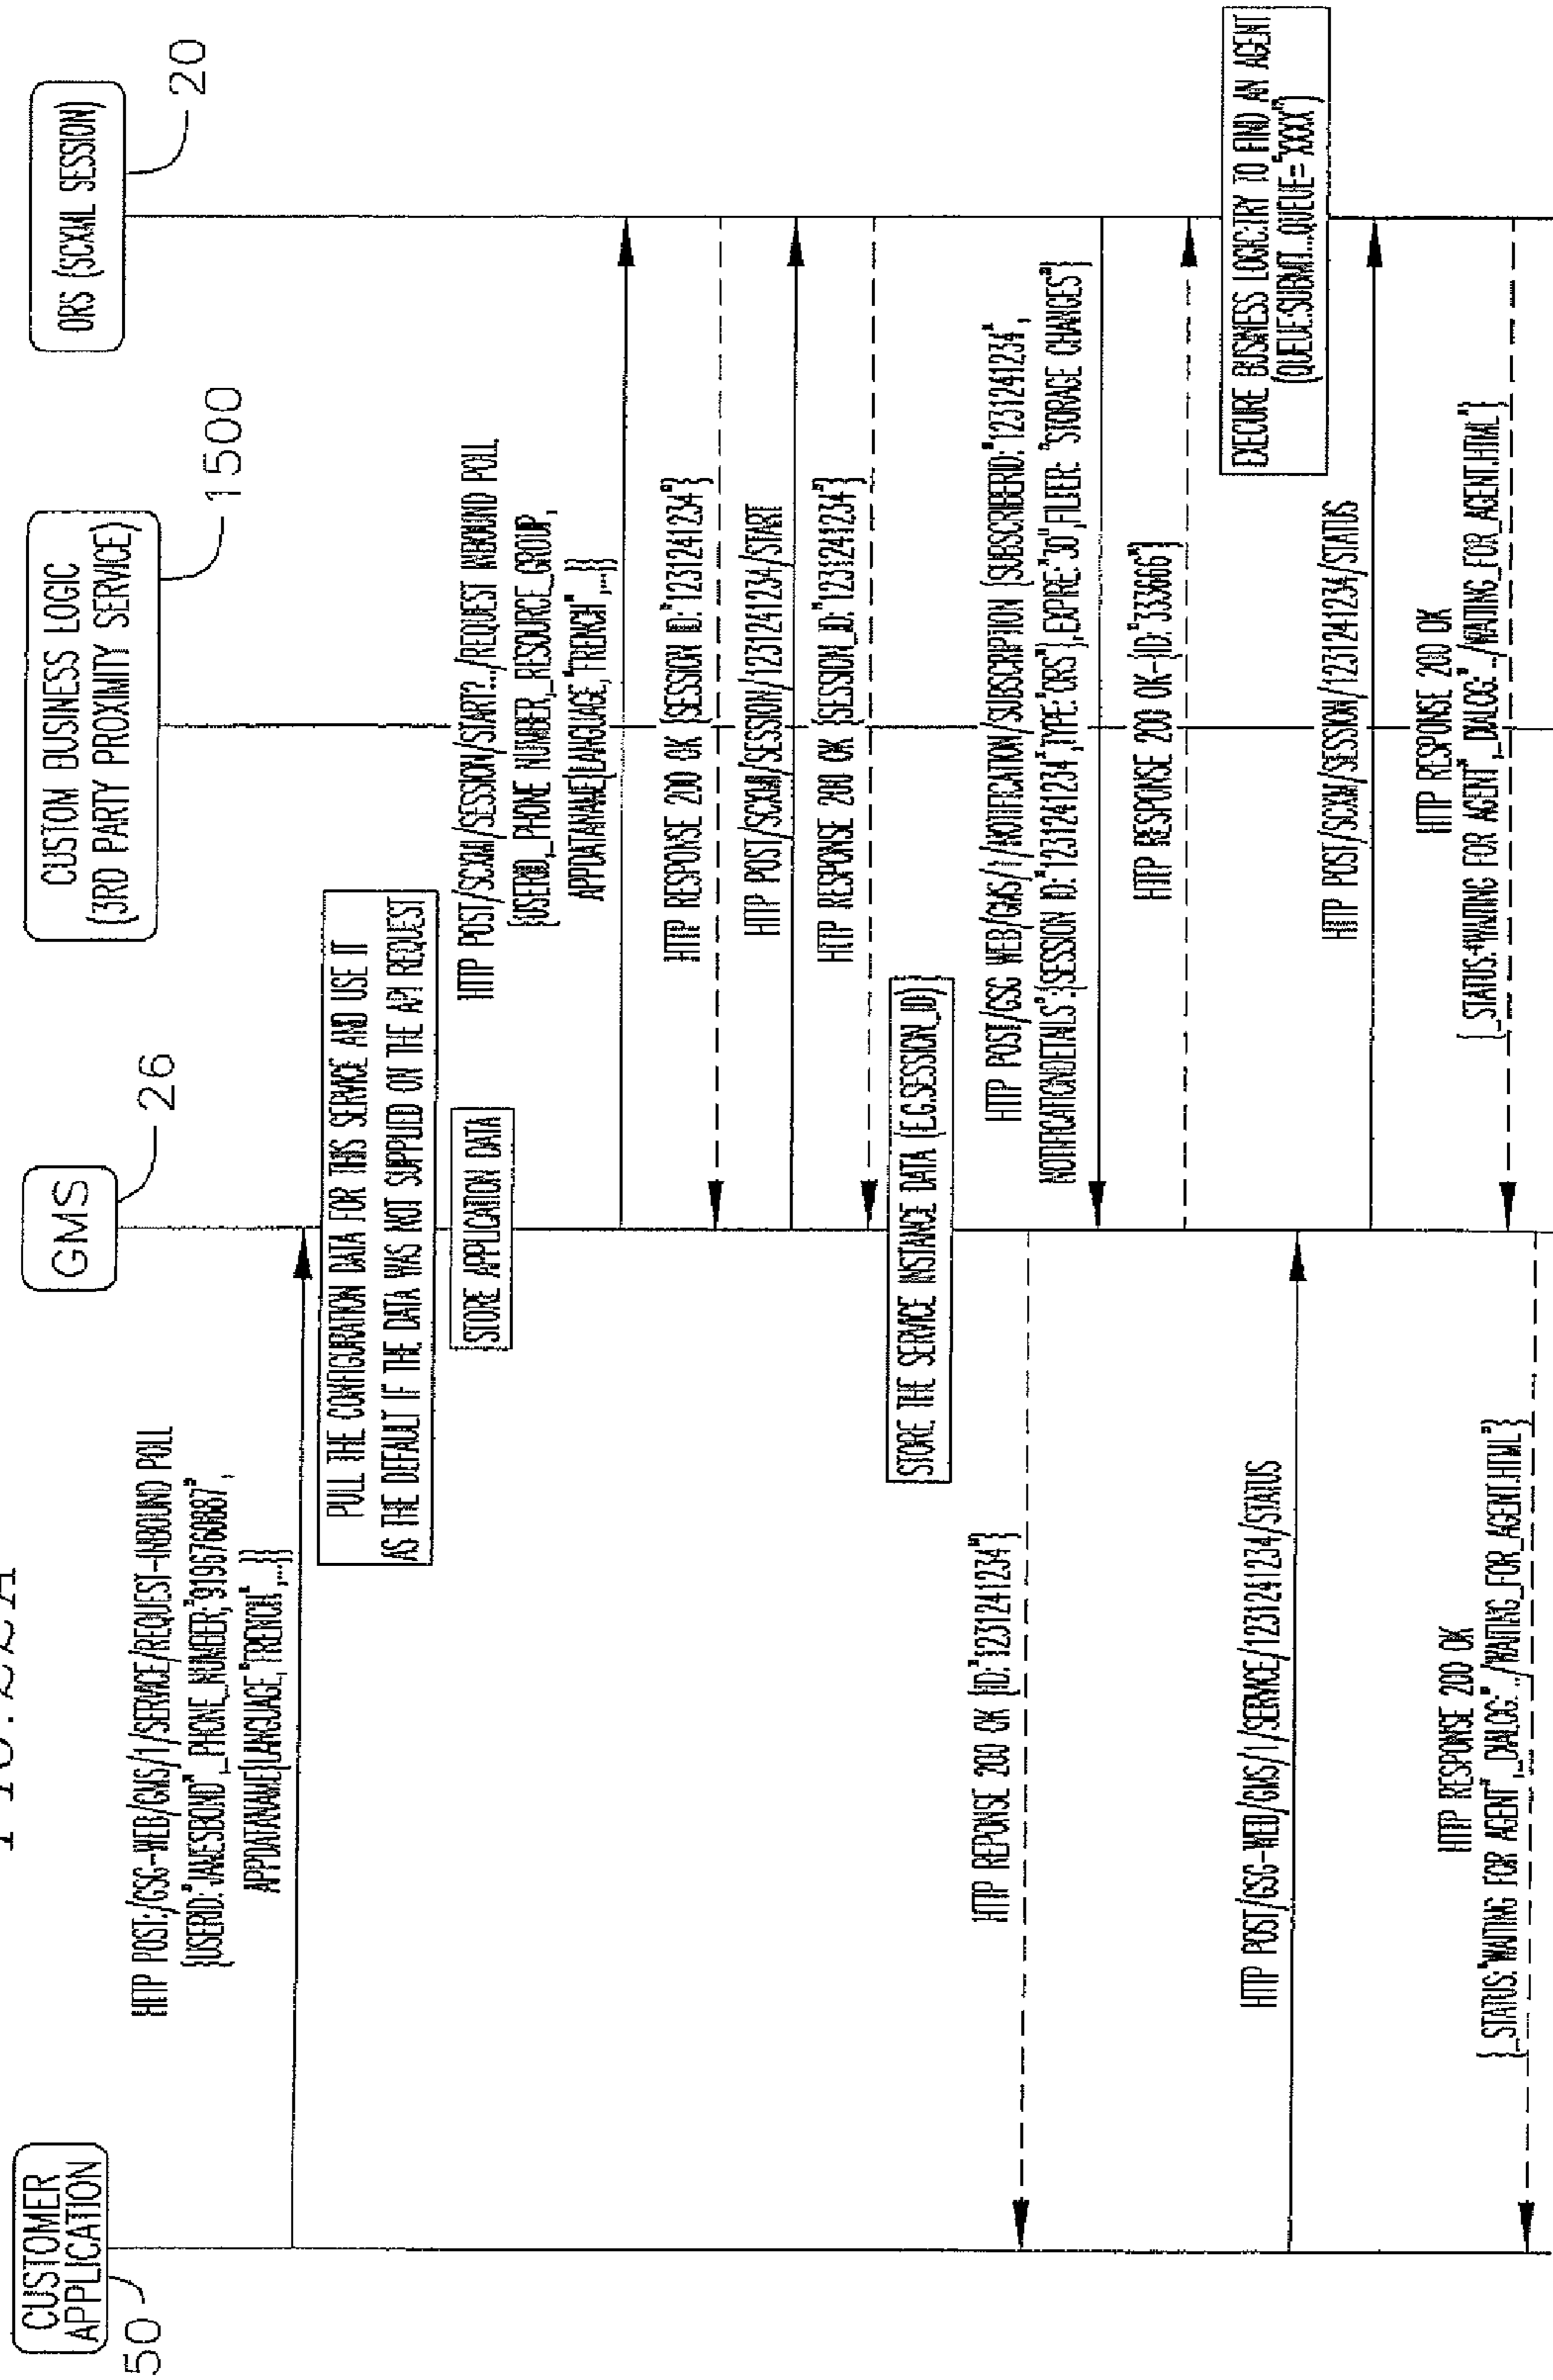 FIG.22A
CUSTOMER
APPLICATION
50
GMS
26
CUSTOM BUSINESS LOGIC
(3RD PARTY PROXIMITY SERVICE)
1500
ORS (SCXML SESSION)
20
HTTP POST:/GSG-WEB/GMS/1/SERVICE/REQUEST-INBOUND POLL
{USERID:"JAMESBOND",_PHONE_NUMBER;"9196760887",
APPDATANAME{LANGUAGE,"FRENCH",...}}
PULL THE CONFIGURATION DATA FOR THIS SERVICE AND USE IT
AS THE DEFAULT IF THE DATA WAS NOT SUPPLIED ON THE API REQUEST
STORE APPLICATION DATA
HTTP POST/SCXM/SESSION/START?../REQUEST INBOUND POLL,
{USERID,_PHONE NUMBER,_RESOURCE_GROUP,
APPDATANAME{LANGUAGE,"FRENCH",...}}
HTTP RESPONSE 200 OK {SESSION ID:"1231241234"}
HTTP POST/SCXMl/SESSION/1231241234/START
HTTP RESPONSE 200 OK {SESSION_ID:"1231241234"}
STORE THE SERVICE INSTANCE DATA (E.G.SESSION_ID)}
HTTP REPONSE 200 OK {ID:"1231241234"}
HTTP POST/GSG WEB/GMS/1/NOTIFICATION/SUBSCRIPTION {SUBSCRIBERID:"1231241234",
NOTIFICATIONDETAILS":{SESSION ID:"1231241234",TYPE:"ORS"},EXPIRE:"30",FILTER: "STORAGE CHANGES"}
HTTP RESPONSE 200 OK-{ID:"333666"}
EXECURE BUSINESS LOGIC:TRY TO FIND AN AGENT
(QUEUE:SUBMIT...QUEUE="XXXX")
HTTP POST/GSG-WEB/GMS/1/SERVICE/1231241234/STATUS
HTTP POST/SCXM/SESSION/1231241234/STATUS
HTTP RESPONSE 200 OK
{_STATUS:"WAITING FOR AGENT",_DIALOG:"../WAITING_FOR_AGENT.HTML"}
HTTP RESPONSE 200 OK
{_STATUS:"WAITING FOR AGENT",_DIALOG:"../WAITING_FOR_AGENT.HTML"}